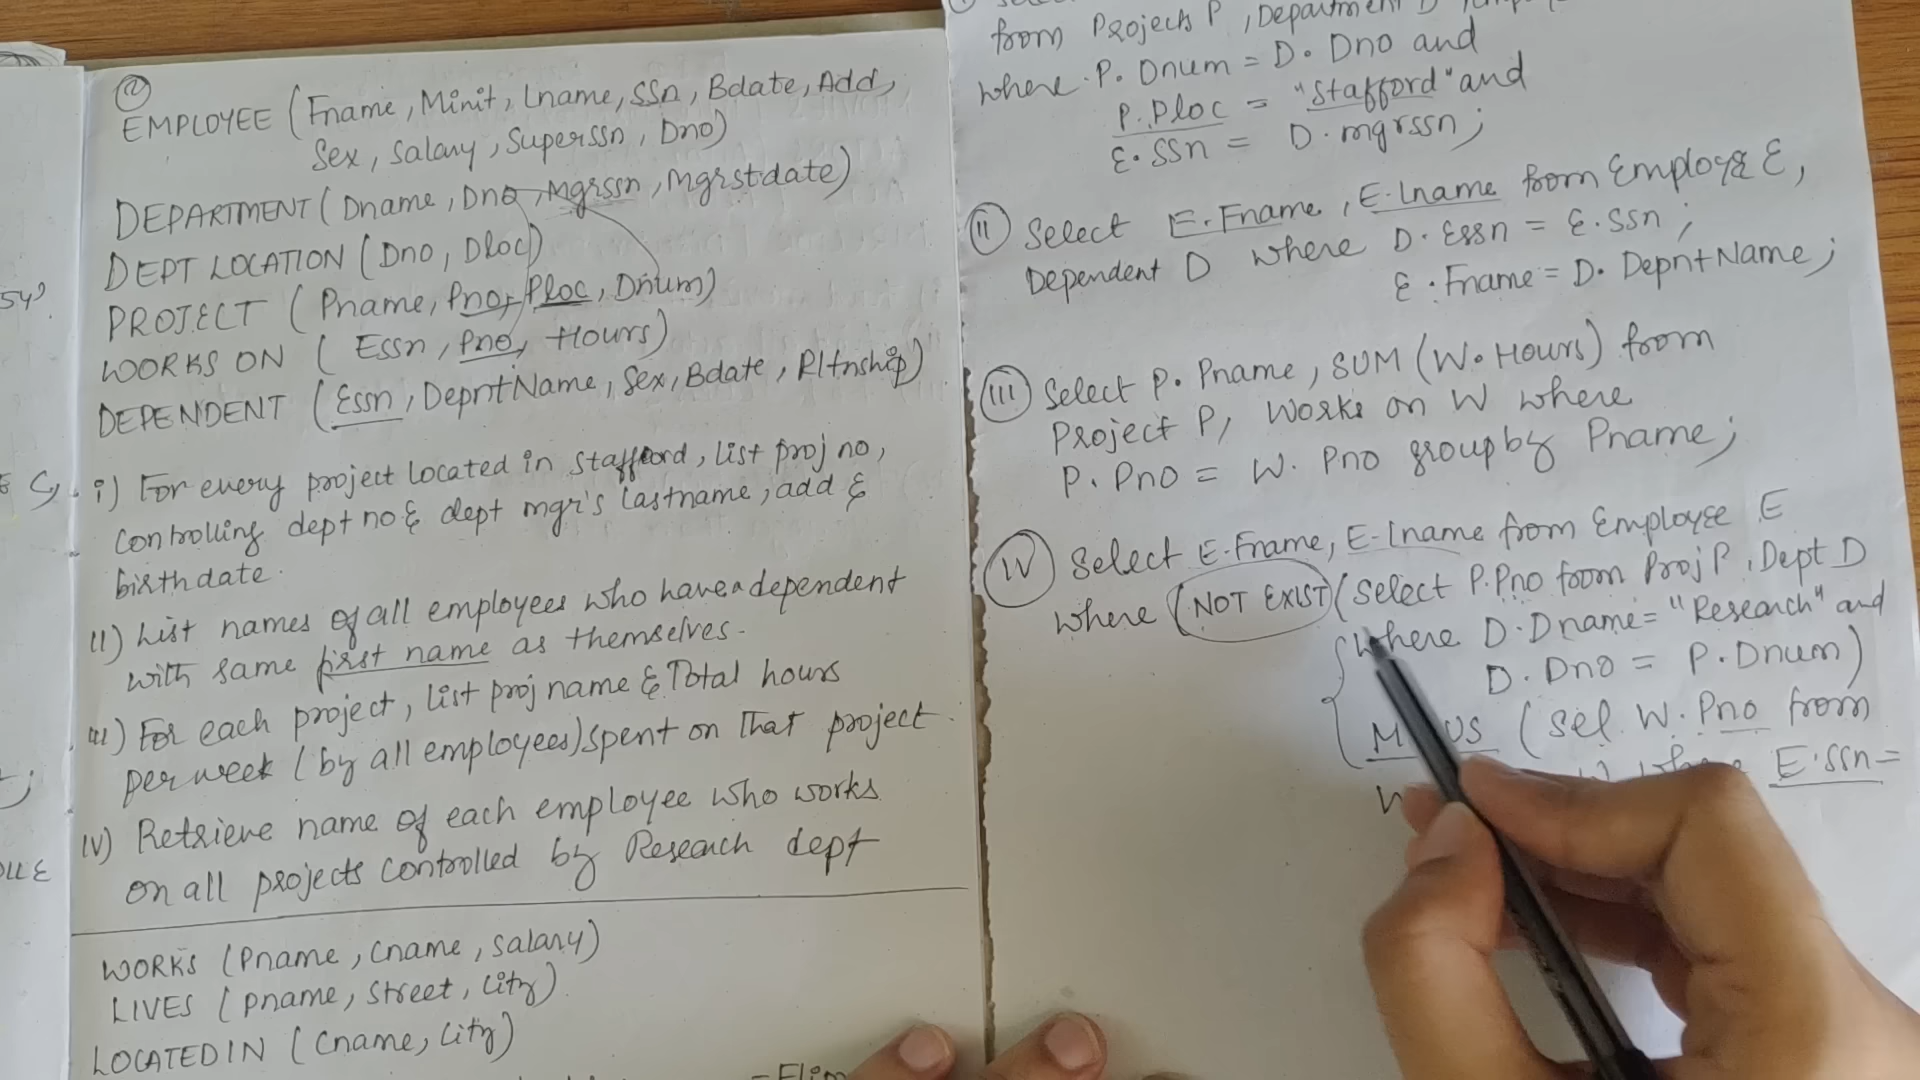 ②
EMPLOYEE (Fname, Minit, Lname, SSn, Bdate, Add,
Sex, Salary, Superssn, Dno)
DEPARTMENT (Dname, Dno, Mgrssn, Mgrstdate)
DEPT LOCATION (Dno, Dloc)
PROJECT (Pname, Pno, Ploc, Dnum)
WORKS ON (Essn, Pno, Hours)
DEPENDENT (Essn, DepntName, Sex, Bdate, Rltnship)
i) For every project located in stafford, list proj no,
controlling dept no & dept mgr's lastname, add &
birthdate.
ii) List names of all employees who have a dependent
with same first name as themselves.
iii) For each project, list proj name & Total hours
per week (by all employees) spent on that project.
iv) Retrieve name of each employee who works
on all projects controlled by Research dept
WORKS (Pname, Cname, Salary)
LIVES (Pname, Street, City)
LOCATEDIN (Cname, City)
from Projects P, Department D
where P.Dnum = D.Dno and
P.Ploc = "Stafford" and
E.SSn = D.mgrssn;
II Select E.Fname, E.Lname from Employee E,
Dependent D where D.Essn = E.SSn;
E.Fname = D.DepntName;
III Select P.Pname, SUM (W.Hours) from
Project P, Works on W where
P.Pno = W.Pno group by Pname;
IV Select E.Fname, E.Lname from Employee E
where (NOT EXIST (Select P.Pno from Proj P, Dept D
where D.Dname = "Research" and
D.Dno = P.Dnum)
(Sel W.Pno from
W where E.SSn =